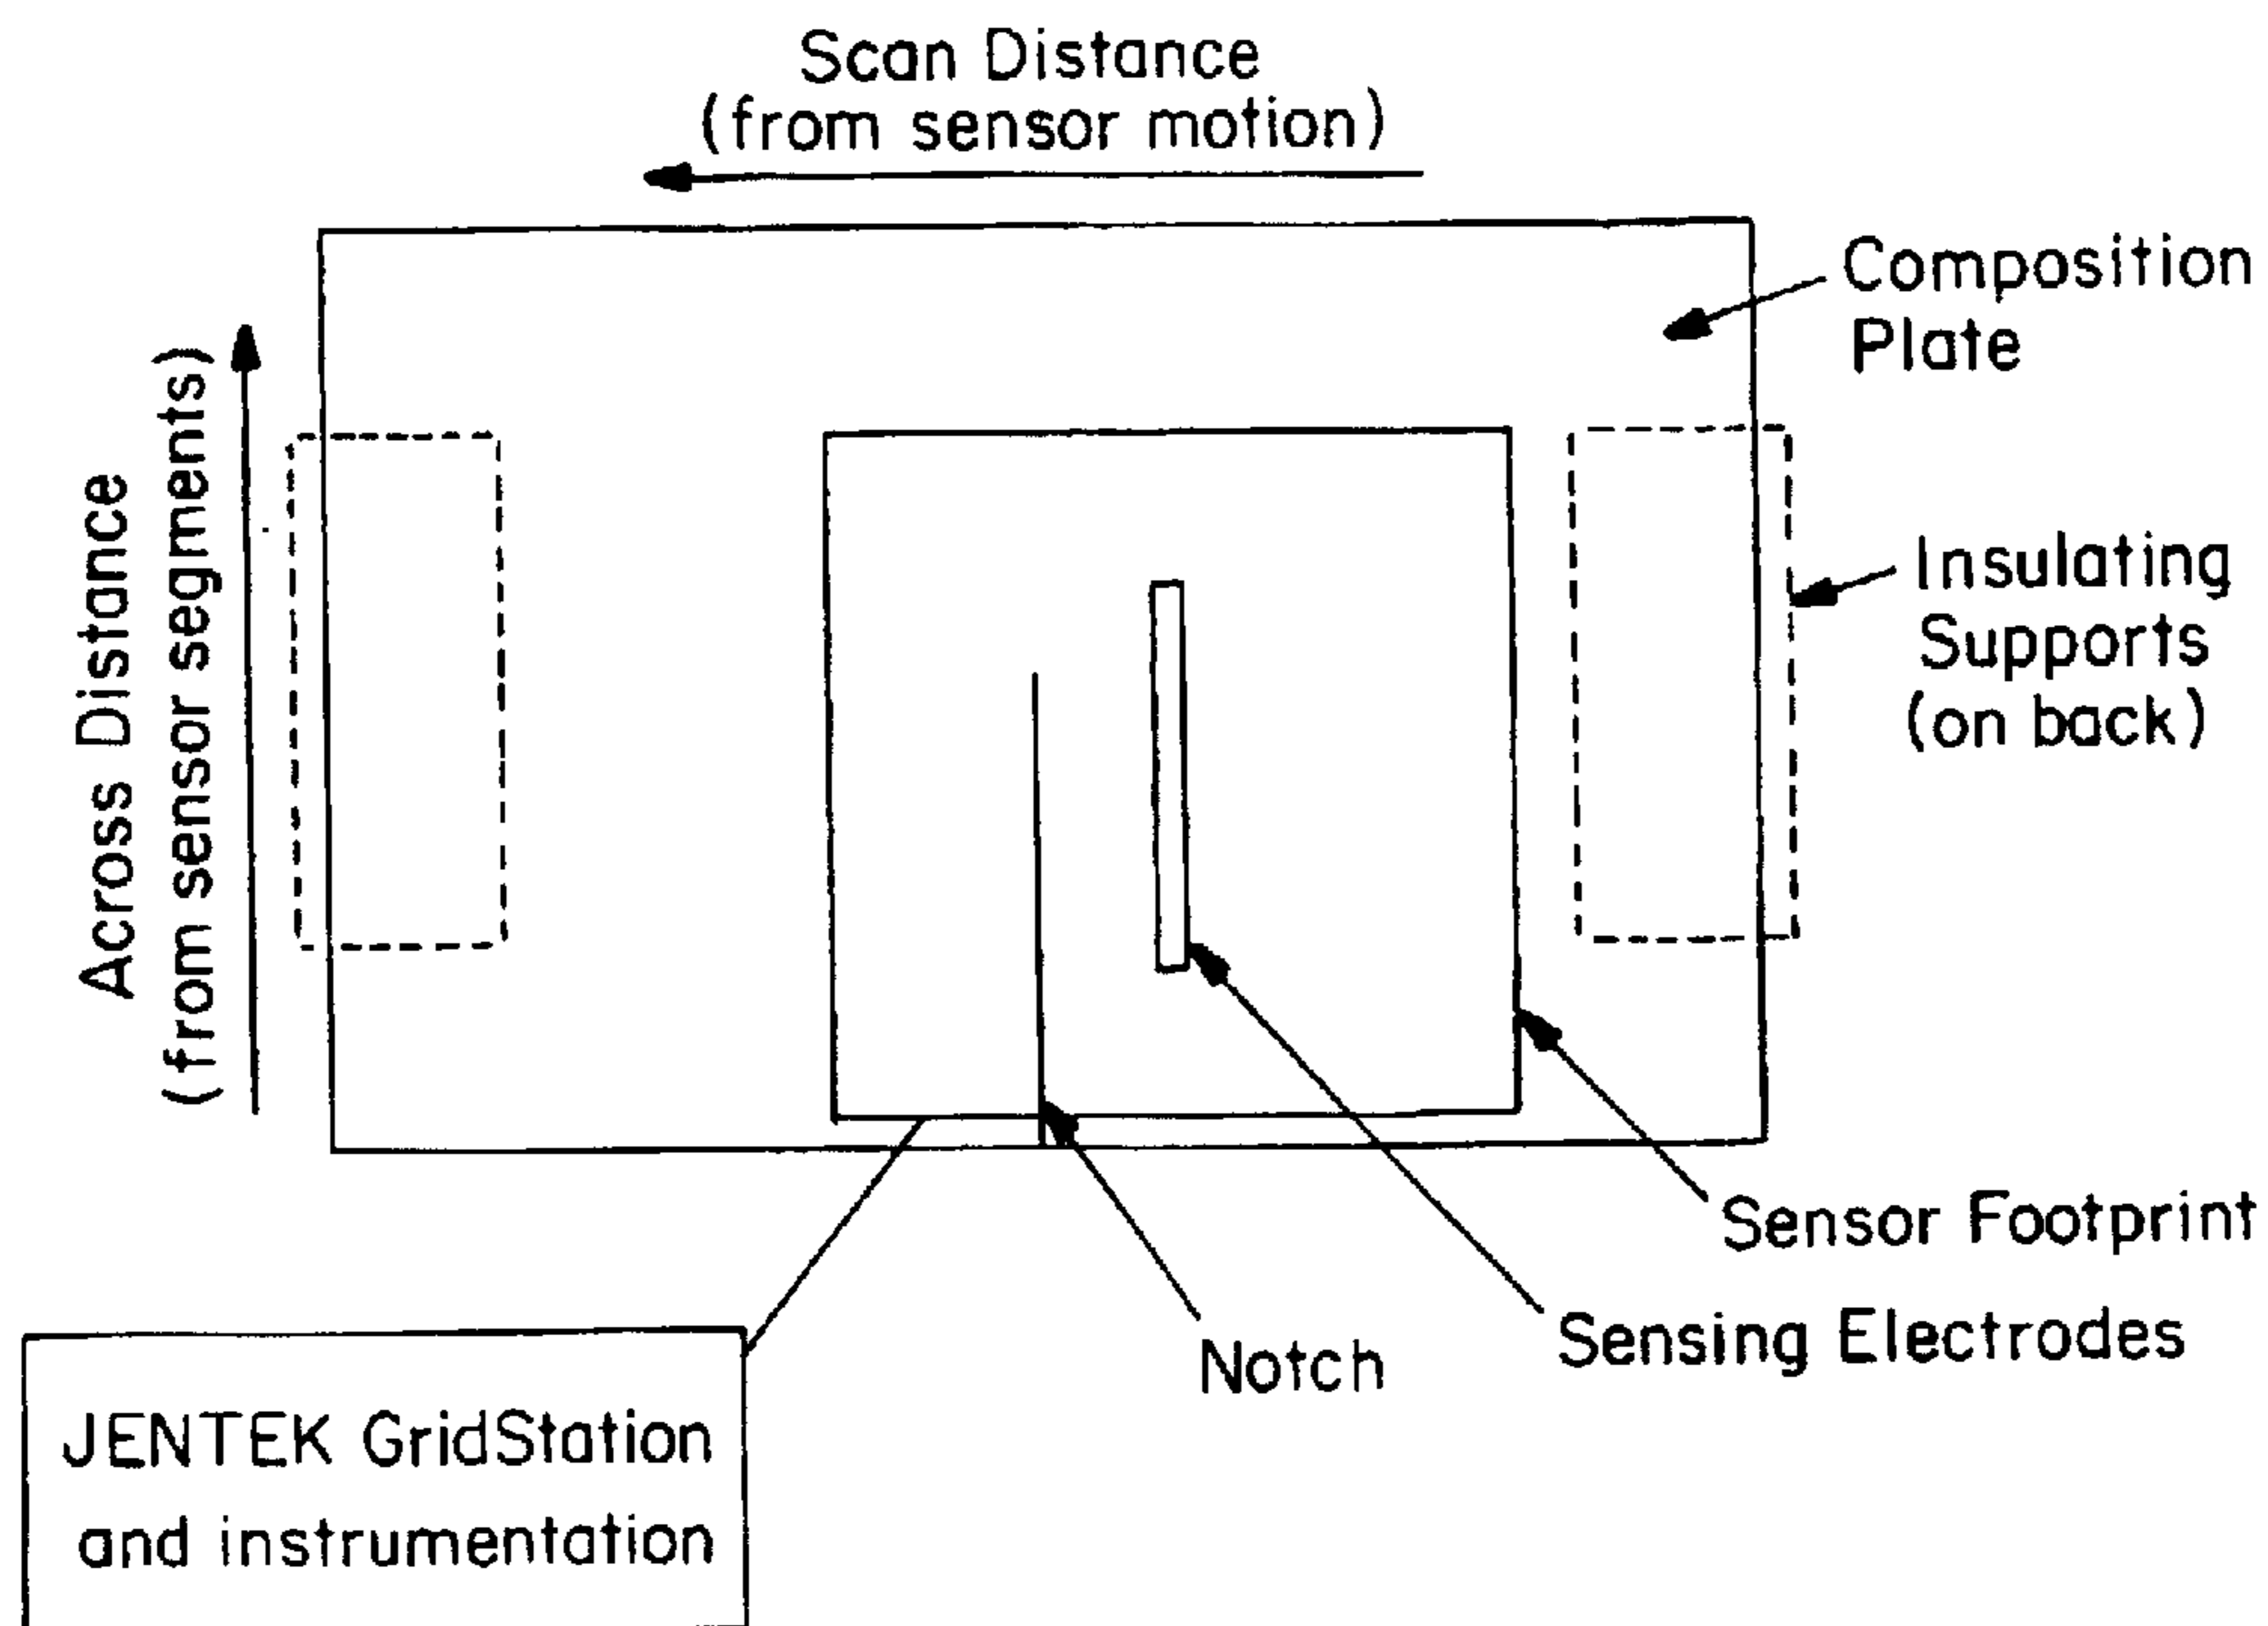 Scan Distance
(from sensor motion)
Composition
Plate
Across Distance
(from sensor segments)
Insulating
Supports
(on back)
Sensor Footprint
Sensing Electrodes
Notch
JENTEK GridStation
and instrumentation